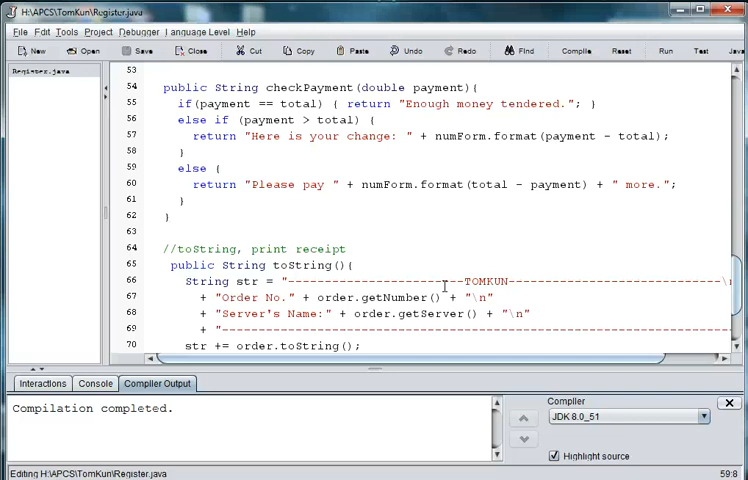 H:\APCS\TomKun\Register.java
File Edit Tools Project Debugger Language Level Help
New Open Save Close Cut Copy Paste Undo Redo Find Compile Reset Run Test Java
Register.java
53
54 public String checkPayment(double payment){
55 if(payment == total) { return "Enough money tendered."; }
56 else if (payment > total) {
57 return "Here is your change: " + numForm.format(payment - total);
58 }
59 else {
60 return "Please pay " + numForm.format(total - payment) + " more.";
61 }
62 }
63
64 //toString, print receipt
65 public String toString(){
66 String str = "------------------------TOMKUN-----------------------------\n
67 + "Order No." + order.getNumber() + "\n"
68 + "Server's Name:" + order.getServer() + "\n"
69 + "---------------------------------------------------------------------
70 str += order.toString();
Interactions Console Compiler Output
Compilation completed.
Compiler
JDK 8.0_51
Highlight source
Editing H:\APCS\TomKun\Register.java
59:8